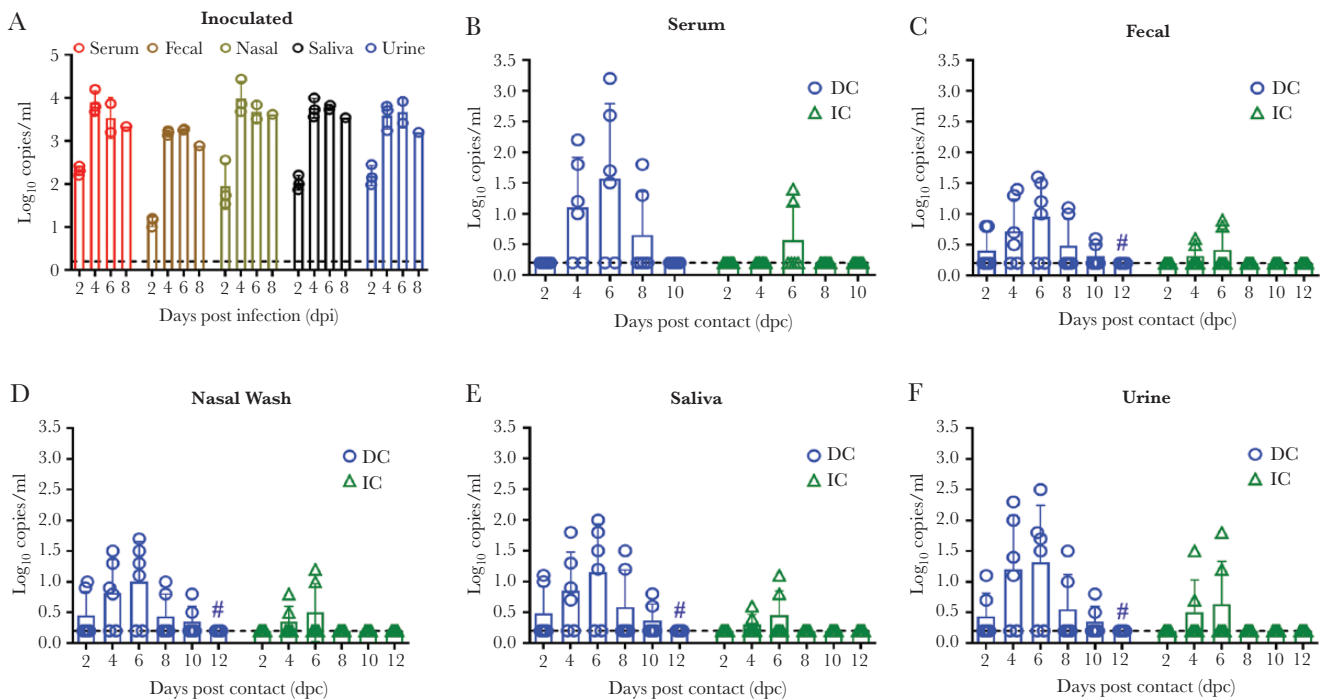 A
Inoculated
Serum Fecal Nasal Saliva Urine
Log10 copies/ml
5
4
3
2
1
0
2 4 6 8 2 4 6 8 2 4 6 8 2 4 6 8 2 4 6 8
Days post infection (dpi)
B
Serum
DC
IC
Log10 copies/ml
3.5
3.0
2.5
2.0
1.5
1.0
0.5
0.0
2 4 6 8 10 2 4 6 8 10
Days post contact (dpc)
C
Fecal
DC
IC
Log10 copies/ml
3.5
3.0
2.5
2.0
1.5
1.0
0.5
0.0
#
2 4 6 8 10 12 2 4 6 8 10 12
Days post contact (dpc)
D
Nasal Wash
DC
IC
Log10 copies/ml
3.5
3.0
2.5
2.0
1.5
1.0
0.5
0.0
#
2 4 6 8 10 12 2 4 6 8 10 12
Days post contact (dpc)
E
Saliva
DC
IC
Log10 copies/ml
3.5
3.0
2.5
2.0
1.5
1.0
0.5
0.0
#
2 4 6 8 10 12 2 4 6 8 10 12
Days post contact (dpc)
F
Urine
DC
IC
Log10 copies/ml
3.5
3.0
2.5
2.0
1.5
1.0
0.5
0.0
#
2 4 6 8 10 12 2 4 6 8 10 12
Days post contact (dpc)